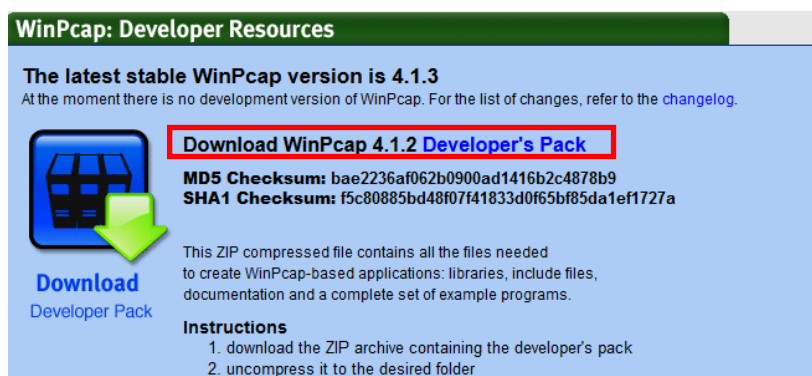 WinPcap: Developer Resources
The latest stable WinPcap version is 4.1.3
At the moment there is no development version of WinPcap. For the list of changes, refer to the changelog.
Download WinPcap 4.1.2 Developer's Pack
MD5 Checksum: bae2236af062b0900ad1416b2c4878b9
SHA1 Checksum: f5c80885bd48f07f41833d0f65bf85da1ef1727a
This ZIP compressed file contains all the files needed
to create WinPcap-based applications: libraries, include files,
documentation and a complete set of example programs.
Download
Developer Pack
Instructions
1. download the ZIP archive containing the developer's pack
2. uncompress it to the desired folder